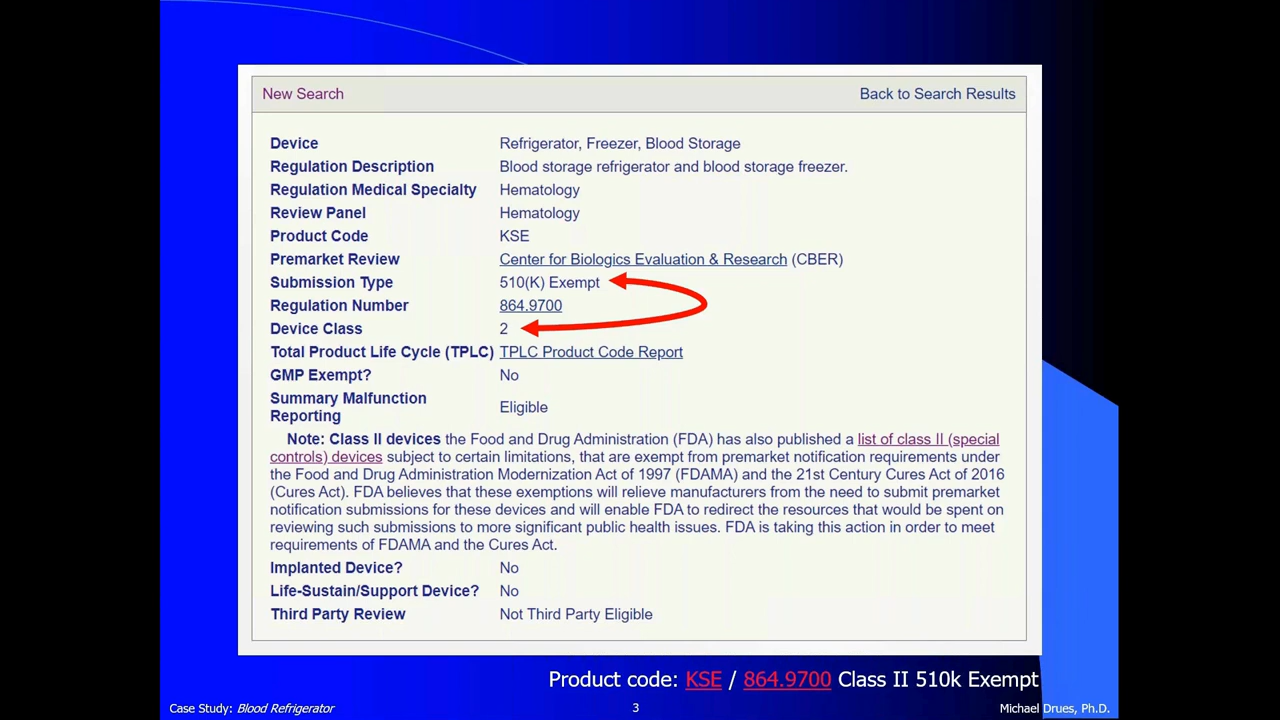 New Search Back to Search Results
Device Refrigerator, Freezer, Blood Storage
Regulation Description Blood storage refrigerator and blood storage freezer.
Regulation Medical Specialty Hematology
Review Panel Hematology
Product Code KSE
Premarket Review Center for Biologics Evaluation & Research (CBER)
Submission Type 510(K) Exempt
Regulation Number 864.9700
Device Class 2
Total Product Life Cycle (TPLC) TPLC Product Code Report
GMP Exempt? No
Summary Malfunction
Reporting Eligible
Note: Class II devices the Food and Drug Administration (FDA) has also published a list of class II (special
controls) devices subject to certain limitations, that are exempt from premarket notification requirements under
the Food and Drug Administration Modernization Act of 1997 (FDAMA) and the 21st Century Cures Act of 2016
(Cures Act). FDA believes that these exemptions will relieve manufacturers from the need to submit premarket
notification submissions for these devices and will enable FDA to redirect the resources that would be spent on
reviewing such submissions to more significant public health issues. FDA is taking this action in order to meet
requirements of FDAMA and the Cures Act.
Implanted Device? No
Life-Sustain/Support Device? No
Third Party Review Not Third Party Eligible
Product code: KSE / 864.9700 Class II 510k Exempt
Case Study: Blood Refrigerator 3 Michael Drues, Ph.D.